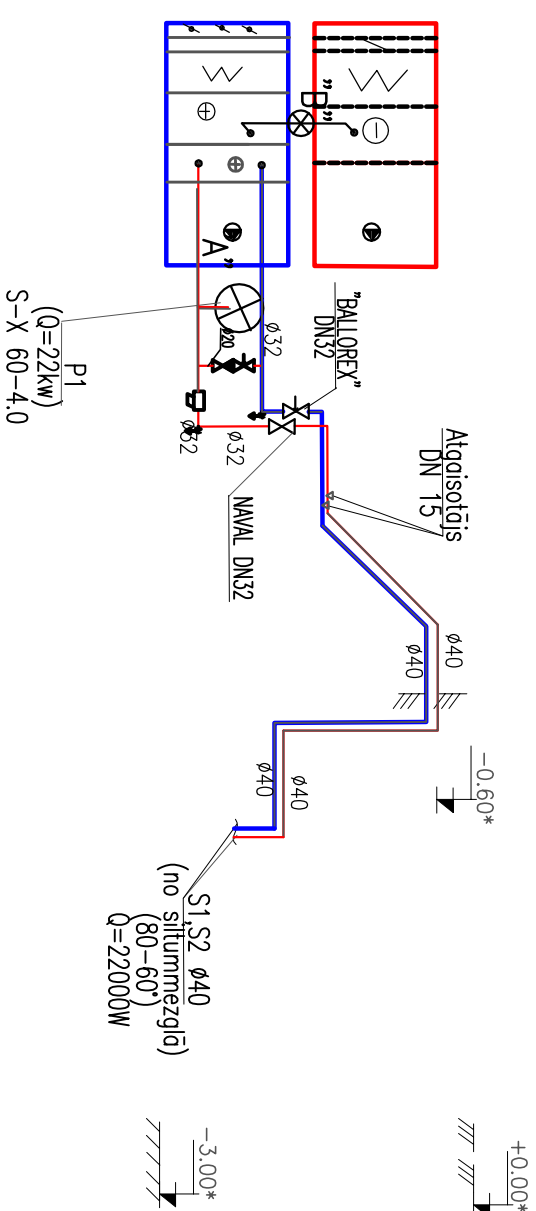 "B"
"A"
P1
(Q=22kw)
S-X 60-4.0
"BALLOREX"
DN32
ø32
ø20
ø32
ø32
NAVAL DN32
Atgaisotājs
DN 15
ø40
ø40
ø40
ø40
-0.60*
S1,S2 ø40
(no siltummezglā)
(80-60°)
Q=22000W
-3.00*
+0.00*